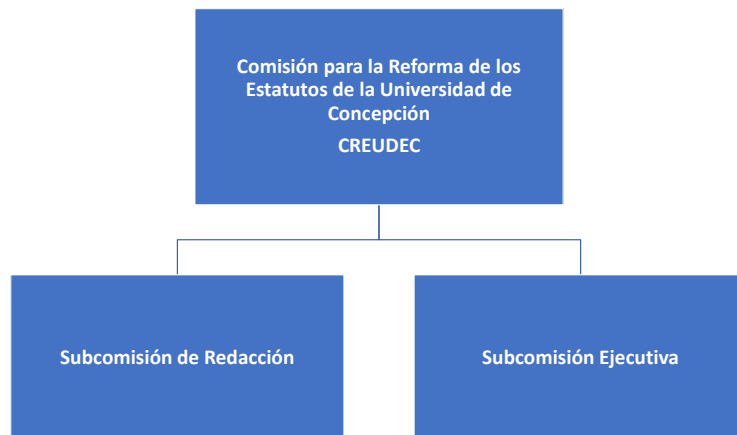 Comisión para la Reforma de los
Estatutos de la Universidad de
Concepción
CREUDEC
Subcomisión de Redacción
Subcomisión Ejecutiva